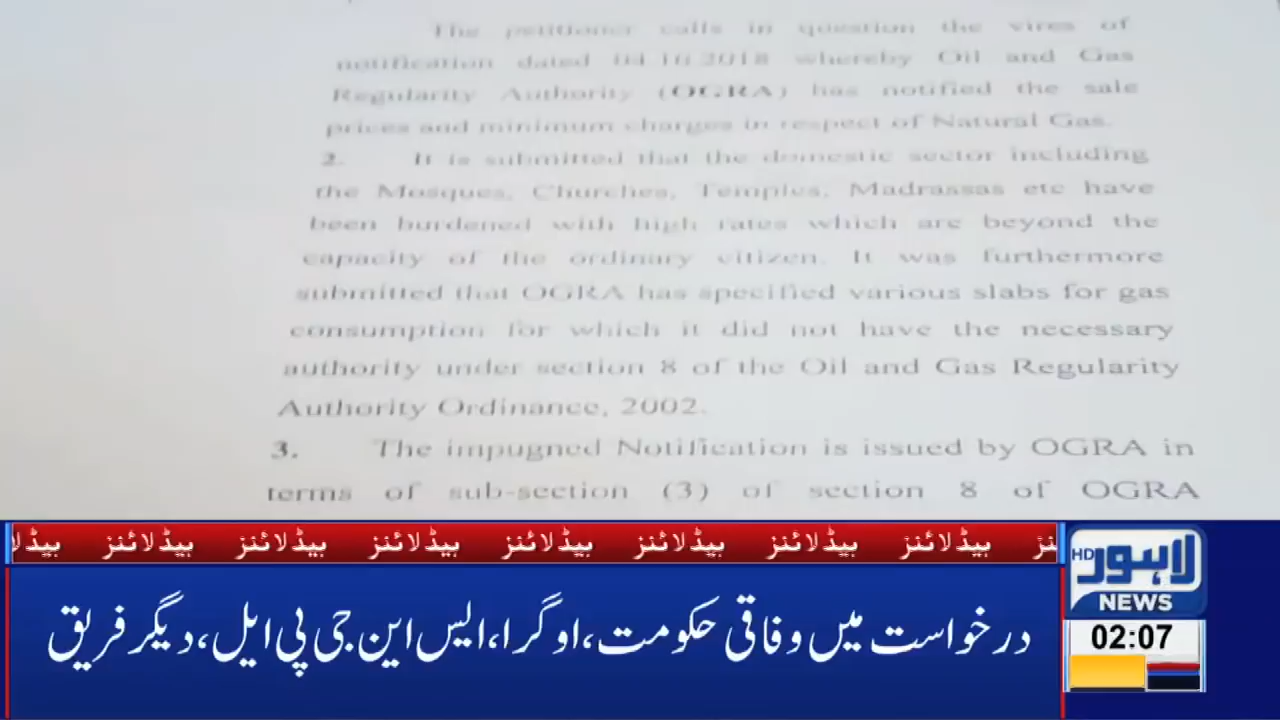 The petitioner calls in question the vires of
notification dated 04.10.2018 whereby Oil and Gas
Regularity Authority (OGRA) has notified the sale
prices and minimum charges in respect of Natural Gas.
2. It is submitted that the domestic sector including
the Mosques, Churches, Temples, Madrassas etc have
been burdened with high rates which are beyond the
capacity of the ordinary citizen. It was furthermore
submitted that OGRA has specified various slabs for gas
consumption for which it did not have the necessary
authority under section 8 of the Oil and Gas Regularity
Authority Ordinance, 2002.
3. The impugned Notification is issued by OGRA in
terms of sub-section (3) of section 8 of OGRA
ہیڈلائنز ہیڈلائنز ہیڈلائنز ہیڈلائنز ہیڈلائنز ہیڈلائنز ہیڈلائنز
درخواست میں وفاقی حکومت،اوگرا،ایس این جی پی ایل،دیگر فریق
لاہور HD
NEWS
02:07